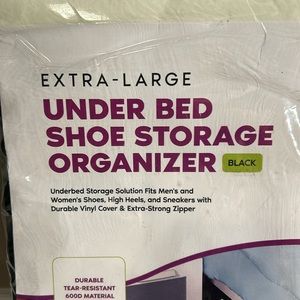 EXTRA-LARGE
UNDER BED
SHOE STORAGE
ORGANIZER BLACK
Underbed Storage Solution Fits Men's and
Women's Shoes, High Heels, and Sneakers with
Durable Vinyl Cover & Extra-Strong Zipper
DURABLE
TEAR-RESISTANT
600D MATERIAL